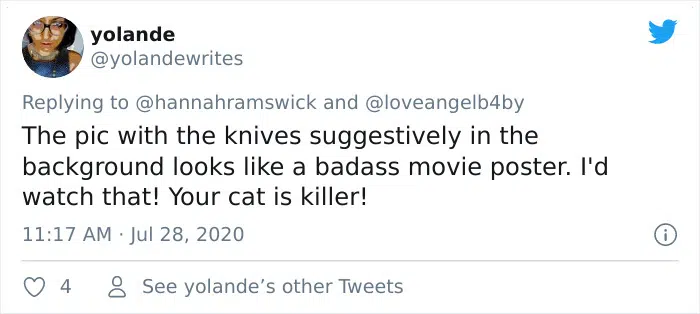 yolande
@yolandewrites
Replying to @hannahramswick and @loveangelb4by
The pic with the knives suggestively in the
background looks like a badass movie poster. I'd
watch that! Your cat is killer!
11:17 AM · Jul 28, 2020
4
See yolande’s other Tweets